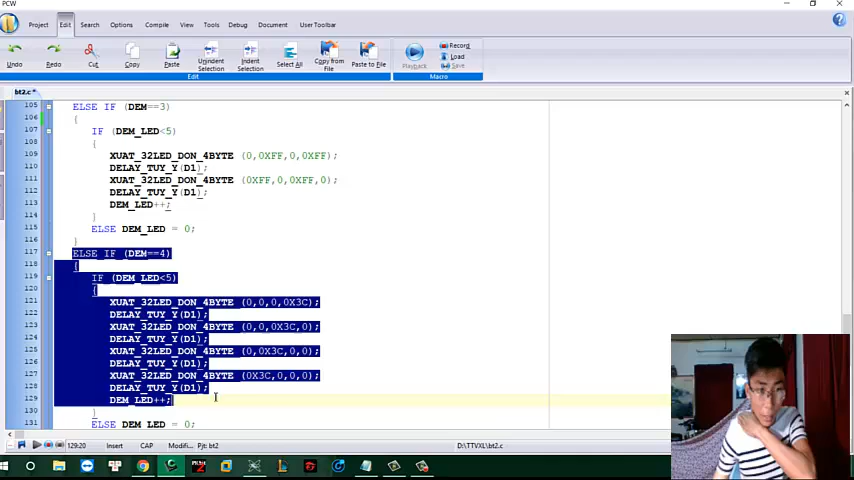 PCW
Project Edit Search Options Compile View Tools Debug Document User Toolbar
Undo Redo Cut Copy Paste Unindent Selection Indent Selection Select All Copy from File Paste to File Playback Record Load Save
Edit Macro
bt2.c*
105 ELSE IF (DEM==3)
106 {
107 IF (DEM_LED<5)
108 {
109 XUAT_32LED_DON_4BYTE (0,0XFF,0,0XFF);
110 DELAY_TUY_Y(D1);
111 XUAT_32LED_DON_4BYTE (0XFF,0,0XFF,0);
112 DELAY_TUY_Y(D1);
113 DEM_LED++;
114 }
115 ELSE DEM_LED = 0;
116 }
117 ELSE IF (DEM==4)
118 {
119 IF (DEM_LED<5)
120 {
121 XUAT_32LED_DON_4BYTE (0,0,0,0X3C);
122 DELAY_TUY_Y(D1);
123 XUAT_32LED_DON_4BYTE (0,0,0X3C,0);
124 DELAY_TUY_Y(D1);
125 XUAT_32LED_DON_4BYTE (0,0X3C,0,0);
126 DELAY_TUY_Y(D1);
127 XUAT_32LED_DON_4BYTE (0X3C,0,0,0);
128 DELAY_TUY_Y(D1);
129 DEM_LED++;
130 }
131 ELSE DEM_LED = 0;
129:20 Insert CAP Modifi... Pjt: bt2 D:\TTVXL\bt2.c